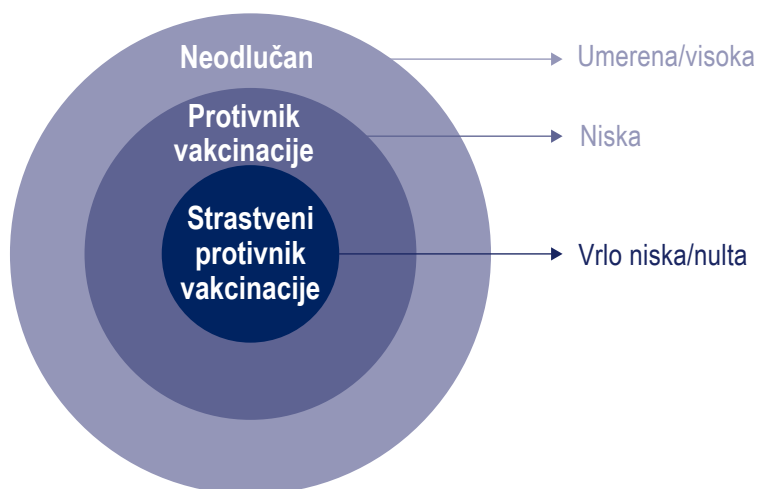 Neodlučan
Umerena/visoka
Protivnik
vakcinacije
Niska
Strastveni
protivnik
vakcinacije
Vrlo niska/nulta